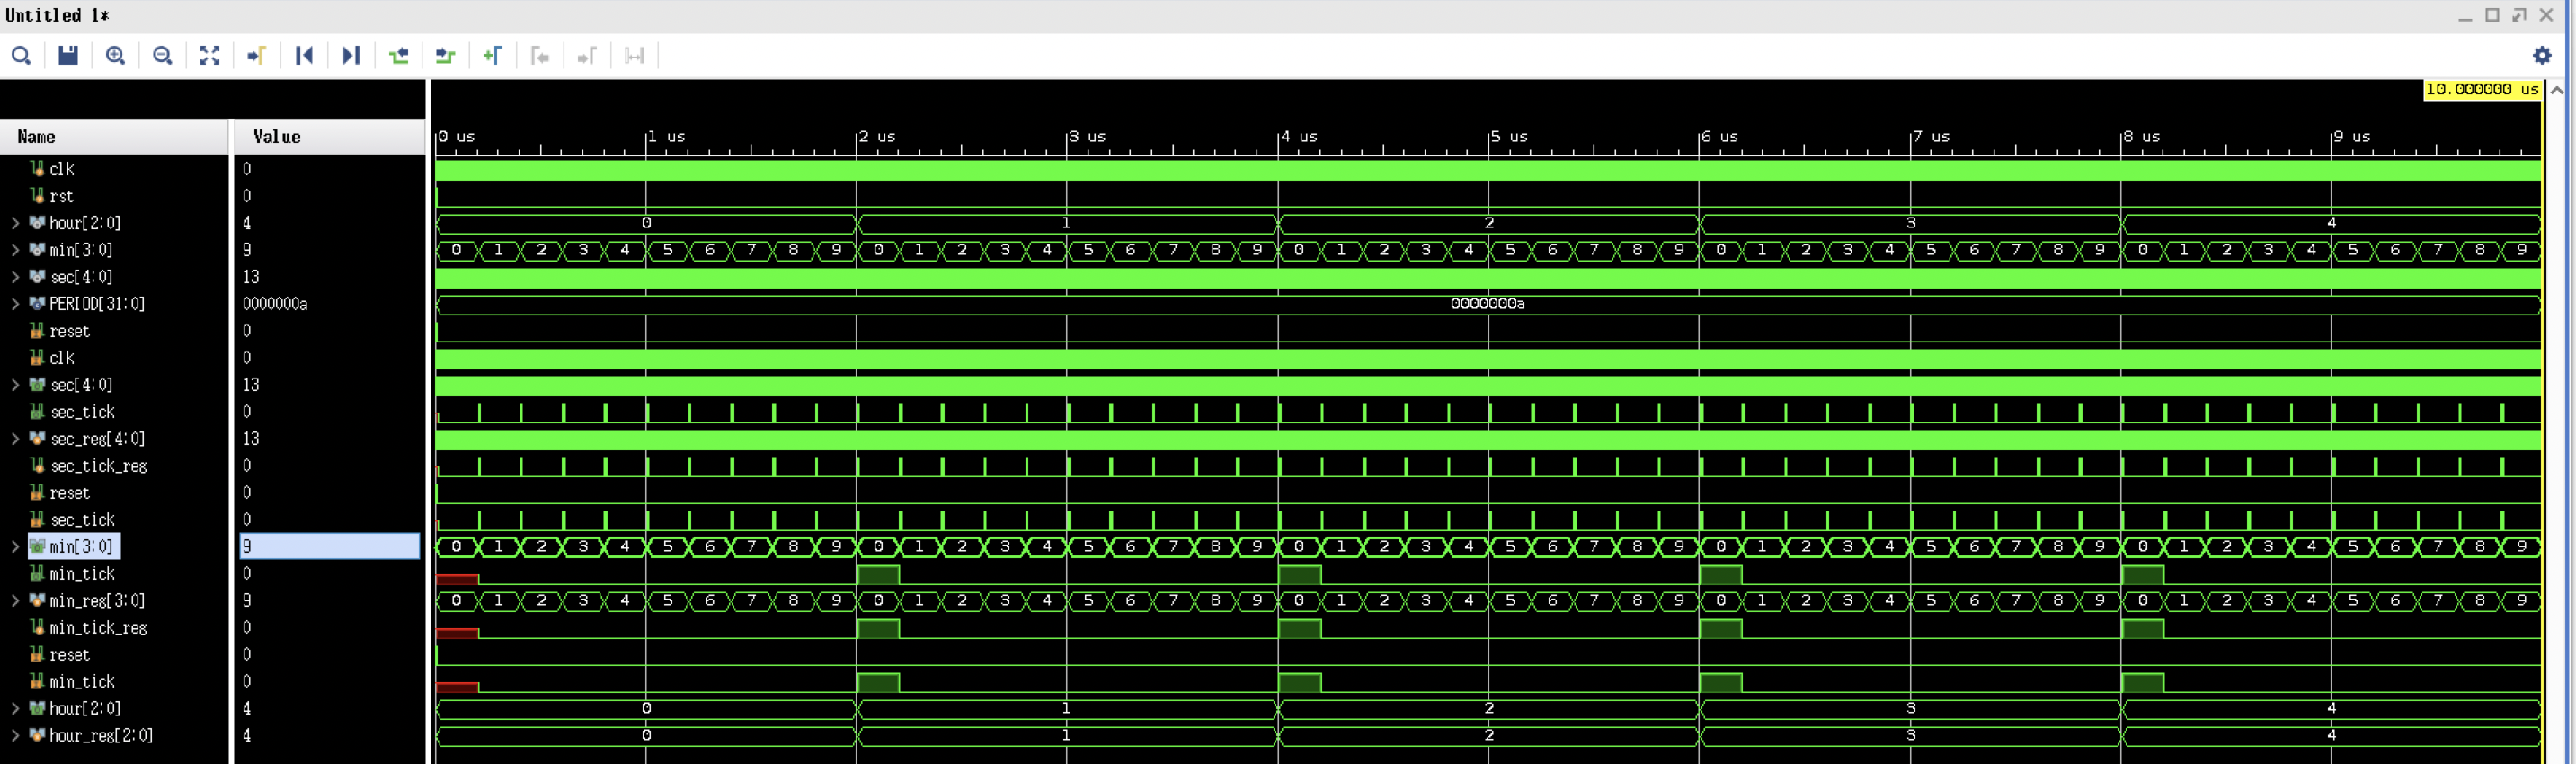 Untitled 1*
10.000000 us
Name Value 0 us 1 us 2 us 3 us 4 us 5 us 6 us 7 us 8 us 9 us
clk 0
rst 0
hour[2:0] 4 0 1 2 3 4
min[3:0] 9 0 1 2 3 4 5 6 7 8 9 0 1 2 3 4 5 6 7 8 9 0 1 2 3 4 5 6 7 8 9 0 1 2 3 4 5 6 7 8 9 0 1 2 3 4 5 6 7 8 9
sec[4:0] 13
PERIOD[31:0] 0000000a 0000000a
reset 0
clk 0
sec[4:0] 13
sec_tick 0
sec_reg[4:0] 13
sec_tick_reg 0
reset 0
sec_tick 0
min[3:0] 9 0 1 2 3 4 5 6 7 8 9 0 1 2 3 4 5 6 7 8 9 0 1 2 3 4 5 6 7 8 9 0 1 2 3 4 5 6 7 8 9 0 1 2 3 4 5 6 7 8 9
min_tick 0
min_reg[3:0] 9 0 1 2 3 4 5 6 7 8 9 0 1 2 3 4 5 6 7 8 9 0 1 2 3 4 5 6 7 8 9 0 1 2 3 4 5 6 7 8 9 0 1 2 3 4 5 6 7 8 9
min_tick_reg 0
reset 0
min_tick 0
hour[2:0] 4 0 1 2 3 4
hour_reg[2:0] 4 0 1 2 3 4